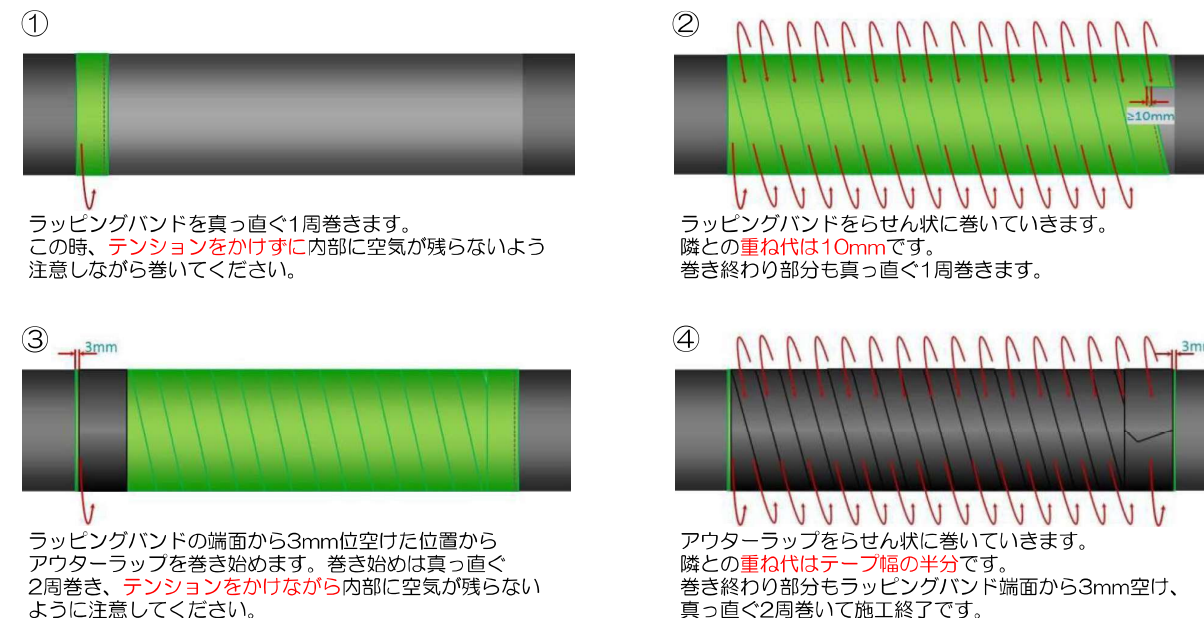 ①
ラッピングバンドを真っ直ぐ1周巻きます。
この時、テンションをかけずに内部に空気が残らないよう
注意しながら巻いてください。
②
≥10mm
ラッピングバンドをらせん状に巻いていきます。
隣との重ね代は10mmです。
巻き終わり部分も真っ直ぐ1周巻きます。
③
3mm
ラッピングバンドの端面から3mm位空けた位置から
アウターラップを巻き始めます。巻き始めは真っ直ぐ
2周巻き、テンションをかけながら内部に空気が残らない
ように注意してください。
④
3mm
アウターラップをらせん状に巻いていきます。
隣との重ね代はテープ幅の半分です。
巻き終わり部分もラッピングバンド端面から3mm空け、
真っ直ぐ2周巻いて施工終了です。